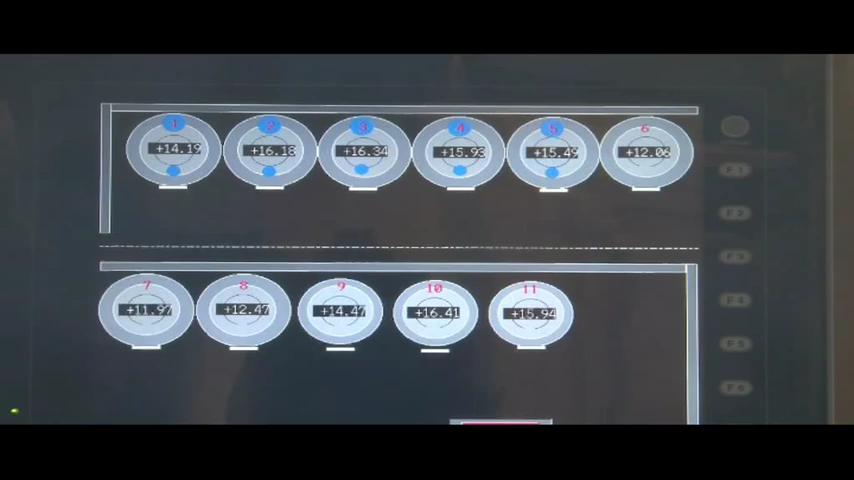 1 2 3 4 5 6
+14.19 +16.18 +16.34 +15.93 +15.49 +12.06
F1
F2
F3
7 8 9 10 11
+11.97 +12.47 +14.47 +16.41 +15.94
F4
F5
F6